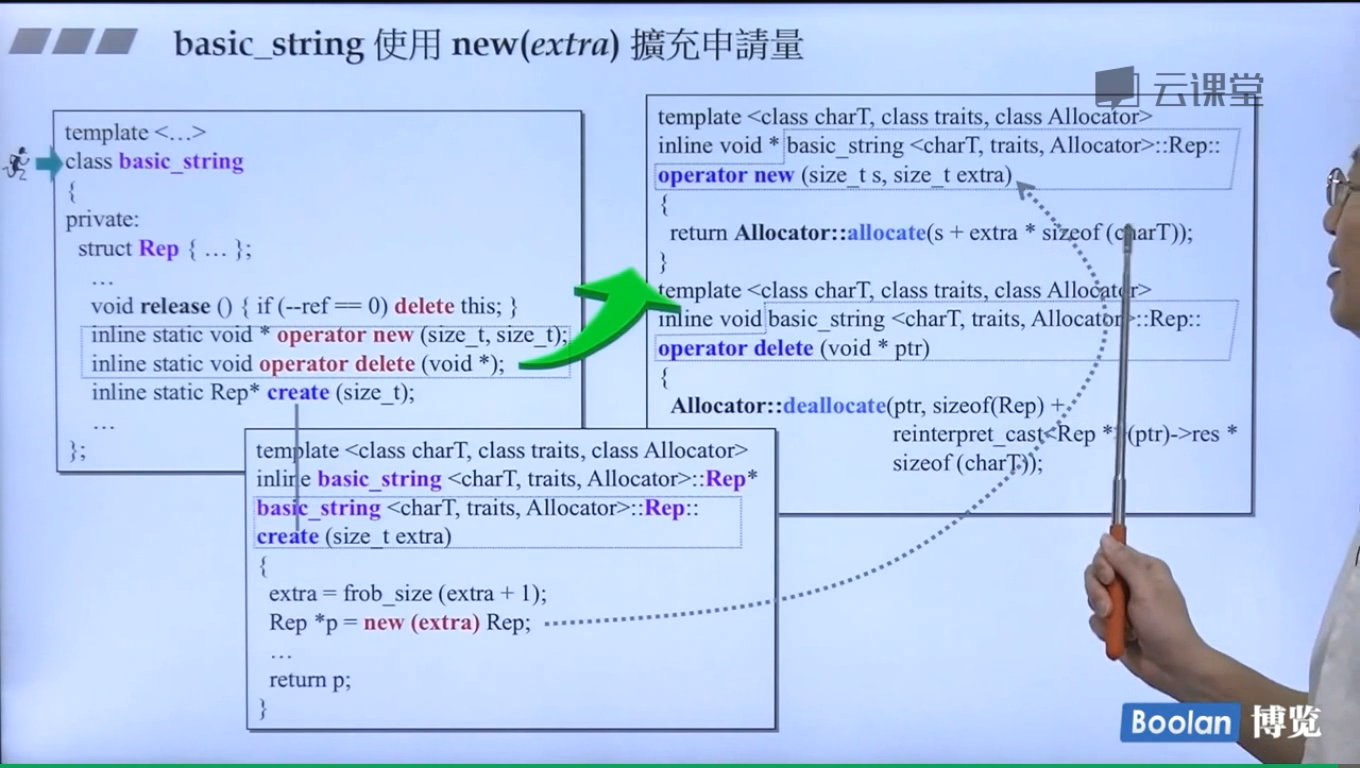 basic_string 使用 new(extra) 擴充申請量
云课堂
template <…>
class basic_string
{
private:
struct Rep { … };
…
void release () { if (--ref == 0) delete this; }
inline static void * operator new (size_t, size_t);
inline static void operator delete (void *);
inline static Rep* create (size_t);
…
};
template <class charT, class traits, class Allocator>
inline basic_string <charT, traits, Allocator>::Rep*
basic_string <charT, traits, Allocator>::Rep::
create (size_t extra)
{
extra = frob_size (extra + 1);
Rep *p = new (extra) Rep;
…
return p;
}
template <class charT, class traits, class Allocator>
inline void * basic_string <charT, traits, Allocator>::Rep::
operator new (size_t s, size_t extra)
{
return Allocator::allocate(s + extra * sizeof (charT));
}
template <class charT, class traits, class Allocator>
inline void basic_string <charT, traits, Allocator>::Rep::
operator delete (void * ptr)
{
Allocator::deallocate(ptr, sizeof(Rep) +
reinterpret_cast<Rep *>(ptr)->res *
sizeof (charT));
}
Boolan 博览